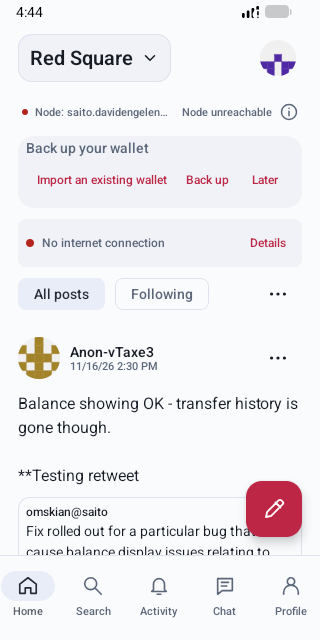 4:44
Red Square
Node: saito.davidengelen... Node unreachable
Back up your wallet
Import an existing wallet Back up Later
No internet connection Details
All posts Following
Anon-vTaxe3
11/16/26 2:30 PM
Balance showing OK - transfer history is
gone though.
**Testing retweet
omskian@saito
Fix rolled out for a particular bug that
cause balance display issues relating to
Home Search Activity Chat Profile